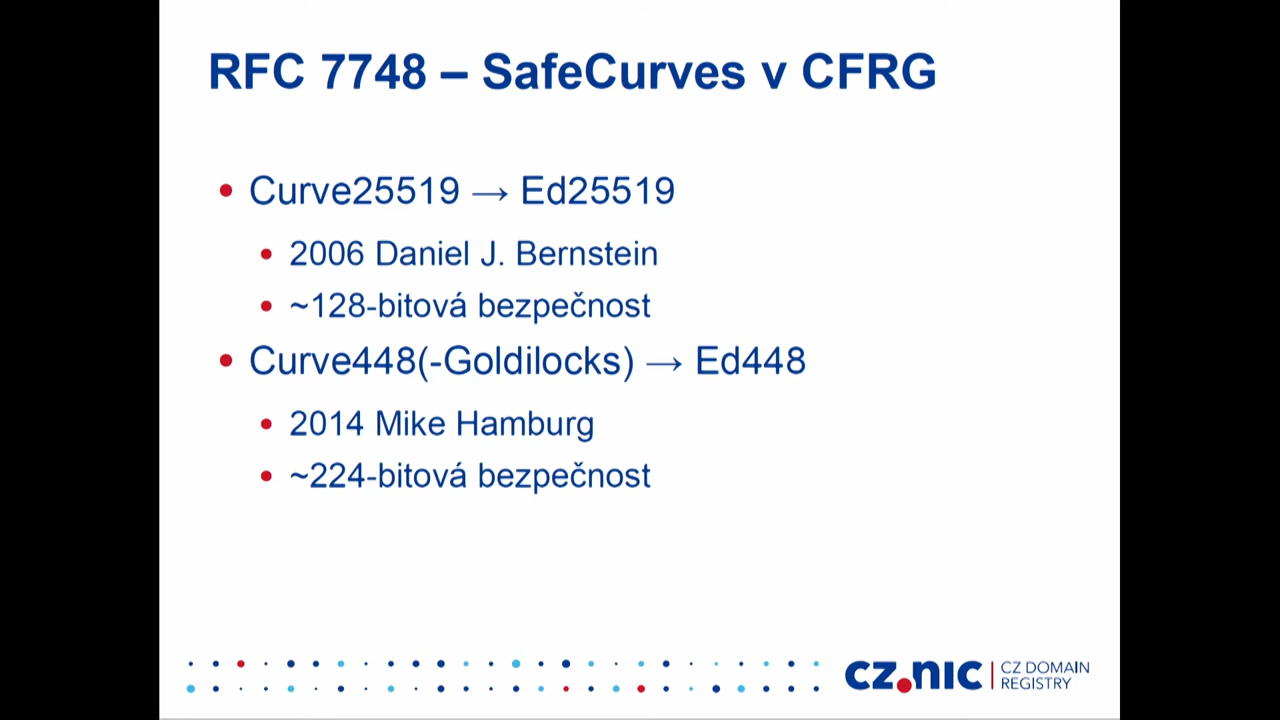 RFC 7748 – SafeCurves v CFRG
• Curve25519 → Ed25519
• 2006 Daniel J. Bernstein
• ~128-bitová bezpečnost
• Curve448(-Goldilocks) → Ed448
• 2014 Mike Hamburg
• ~224-bitová bezpečnost
CZ.NIC | CZ DOMAIN
REGISTRY